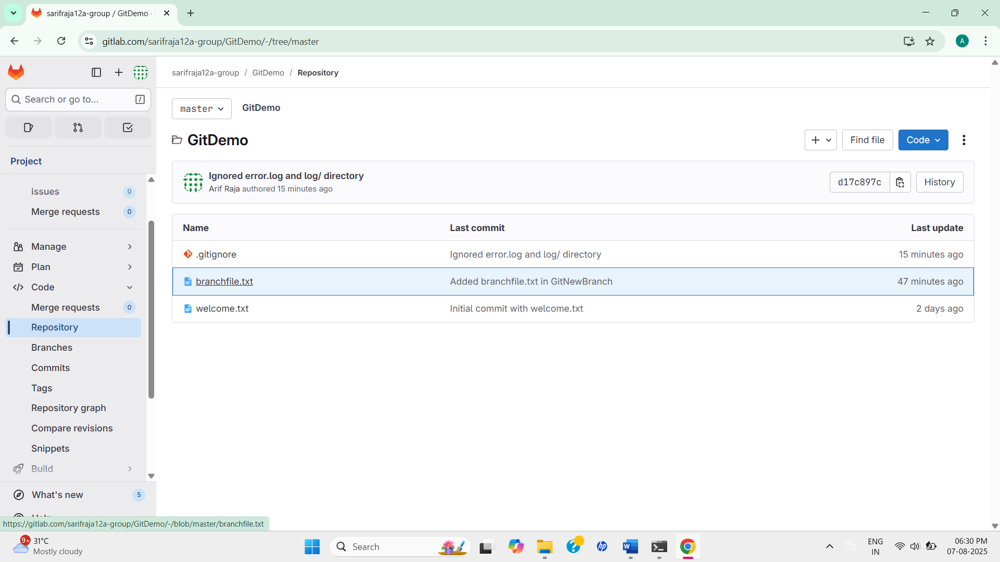 sarifraja12a-group / GitDemo ·
gitlab.com/sarifraja12a-group/GitDemo/-/tree/master
A
sarifraja12a-group / GitDemo / Repository
Search or go to...
/
Project
Issues 0
Merge requests 0
Manage
Plan
Code
Merge requests 0
Repository
Branches
Commits
Tags
Repository graph
Compare revisions
Snippets
Build
What's new 5
Help
master
GitDemo
GitDemo
Find file
Code
Ignored error.log and log/ directory
Arif Raja authored 15 minutes ago
d17c897c
History
Name Last commit Last update
.gitignore Ignored error.log and log/ directory 15 minutes ago
branchfile.txt Added branchfile.txt in GitNewBranch 47 minutes ago
welcome.txt Initial commit with welcome.txt 2 days ago
https://gitlab.com/sarifraja12a-group/GitDemo/-/blob/master/branchfile.txt
9+
31°C
Mostly cloudy
Search
hp
W
ENG
IN
06:30 PM
07-08-2025